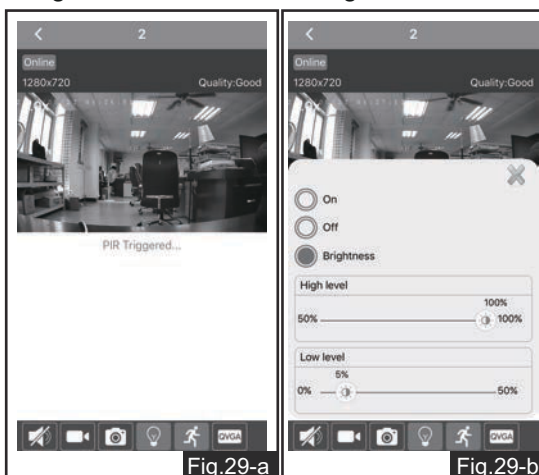 2
Online
1280x720 Quality:Good
PIR Triggered...
QVGA
Fig.29-a
2
Online
1280x720 Quality:Good
On
Off
Brightness
High level
100%
50% 100%
Low level
5%
0% 50%
QVGA
Fig.29-b